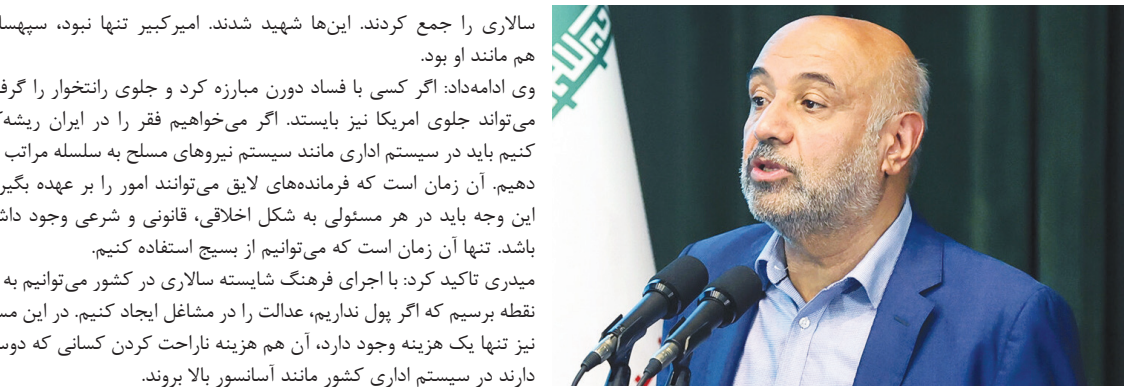 سالاری را جمع کردند. این‌ها شهید شدند. امیرکبیر تنها نبود،
هم مانند او بود.
وی ادامه‌داد: اگر کسی با فساد دورن مبارزه کرد و جلوی رانتخوار را
می‌تواند جلوی امریکا نیز بایستد. اگر می‌خواهیم فقر را در ایران
کنیم باید در سیستم اداری مانند سیستم نیروهای مسلح به سلسله مراتب
دهیم. آن زمان است که فرمانده‌های لایق می‌توانند امور را بر عهده
این وجه باید در هر مسئولی به شکل اخلاقی، قانونی و شرعی وجود
باشد. تنها آن زمان است که می‌توانیم از بسیج استفاده کنیم.
میدری تاکید کرد: با اجرای فرهنگ شایسته سالاری در کشور می‌توانیم به
نقطه برسیم که اگر پول نداریم، عدالت را در مشاغل ایجاد کنیم. در این
نیز تنها یک هزینه وجود دارد، آن هم هزینه ناراحت کردن کسانی که
دارند در سیستم اداری کشور مانند آسانسور بالا بروند.